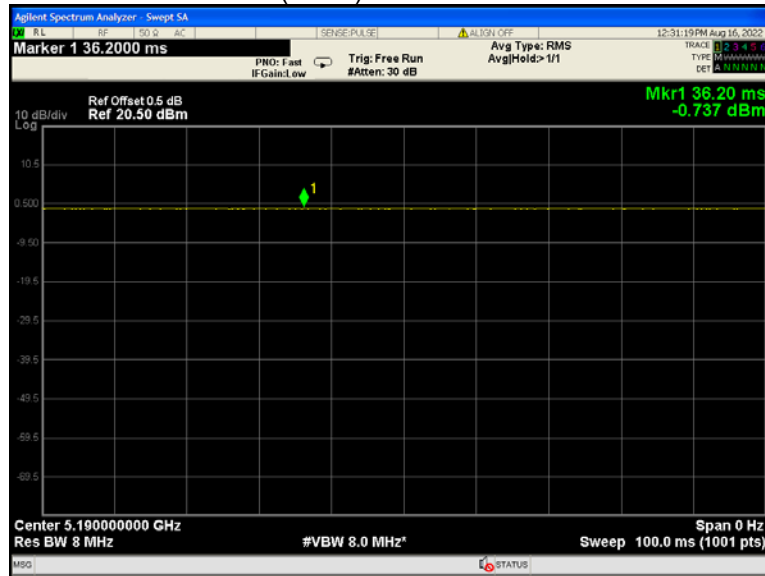 Agilent Spectrum Analyzer - Swept SA
RL RF 50 Ω AC SENSE:PULSE ALIGN OFF 12:31:19 PM Aug 16, 2022
Marker 1 36.2000 ms
PNO: Fast Trig: Free Run Avg Type: RMS TRACE 1 2 3 4 5 6
IFGain:Low #Atten: 30 dB Avg|Hold:>1/1 TYPE M
DET A N N N N N
Mkr1 36.20 ms
-0.737 dBm
Ref Offset 0.5 dB
10 dB/div Ref 20.50 dBm
Log
10.5
1
0.500
-9.50
-19.5
-29.5
-39.5
-49.5
-59.5
-69.5
Center 5.190000000 GHz Span 0 Hz
Res BW 8 MHz #VBW 8.0 MHz* Sweep 100.0 ms (1001 pts)
MSG STATUS